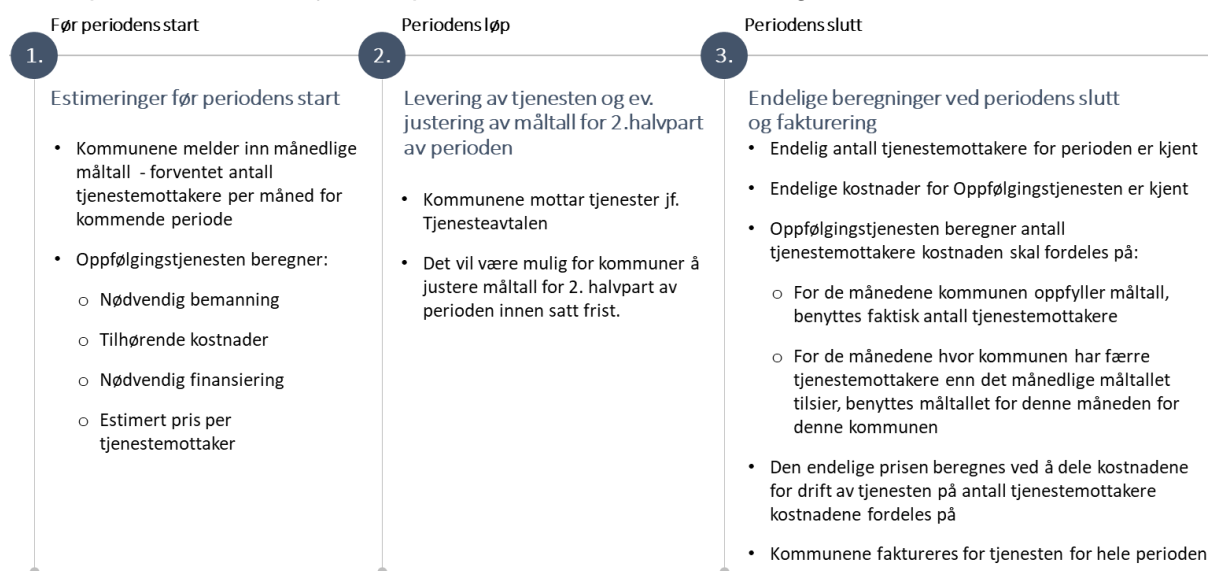 Før periodens start
1.
Estimeringer før periodens start
• Kommunene melder inn månedlige
måltall - forventet antall
tjenestemottakere per måned for
kommende periode
• Oppfølgingstjenesten beregner:
o Nødvendig bemanning
o Tilhørende kostnader
o Nødvendig finansiering
o Estimert pris per
tjenestemottaker
Periodens løp
2.
Levering av tjenesten og ev.
justering av måltall for 2.halvpart
av perioden
• Kommunene mottar tjenester jf.
Tjenesteavtalen
• Det vil være mulig for kommuner å
justere måltall for 2. halvpart av
perioden innen satt frist.
Periodens slutt
3.
Endelige beregninger ved periodens slutt
og fakturering
• Endelig antall tjenestemottakere for perioden er kjent
• Endelige kostnader for Oppfølgingstjenesten er kjent
• Oppfølgingstjenesten beregner antall
tjenestemottakere kostnaden skal fordeles på:
o For de månedene kommunen oppfyller måltall,
benyttes faktisk antall tjenestemottakere
o For de månedene hvor kommunen har færre
tjenestemottakere enn det månedlige måltallet
tilsier, benyttes måltallet for denne måneden for
denne kommunen
• Den endelige prisen beregnes ved å dele kostnadene
for drift av tjenesten på antall tjenestemottakere
kostnadene fordeles på
• Kommunene faktureres for tjenesten for hele perioden